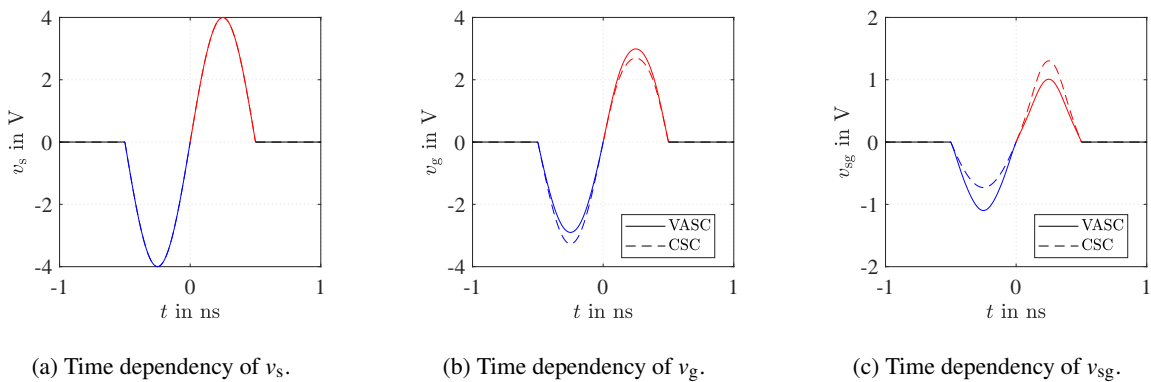 4
2
0
-2
-4
-1
0
1
v_s in V
t in ns
(a) Time dependency of v_s.
4
2
0
-2
-4
-1
0
1
v_g in V
t in ns
VASC
CSC
(b) Time dependency of v_g.
2
1
0
-1
-2
-1
0
1
v_sg in V
t in ns
VASC
CSC
(c) Time dependency of v_sg.